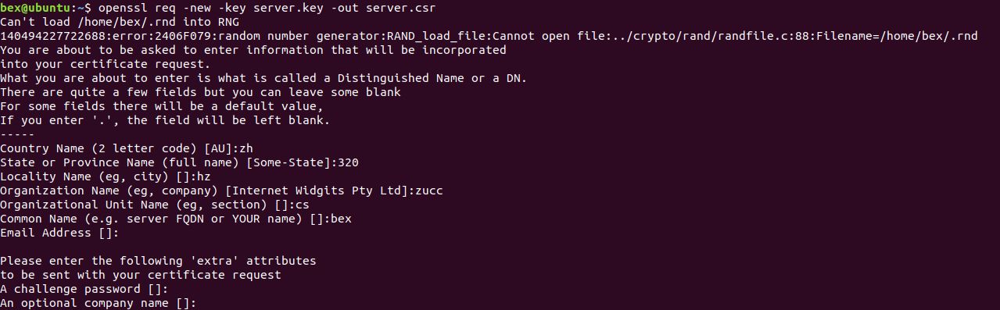 bex@ubuntu:~$ openssl req -new -key server.key -out server.csr
Can't load /home/bex/.rnd into RNG
140494227722688:error:2406F079:random number generator:RAND_load_file:Cannot open file:../crypto/rand/randfile.c:88:Filename=/home/bex/.rnd
You are about to be asked to enter information that will be incorporated
into your certificate request.
What you are about to enter is what is called a Distinguished Name or a DN.
There are quite a few fields but you can leave some blank
For some fields there will be a default value,
If you enter '.', the field will be left blank.
-----
Country Name (2 letter code) [AU]:zh
State or Province Name (full name) [Some-State]:320
Locality Name (eg, city) []:hz
Organization Name (eg, company) [Internet Widgits Pty Ltd]:zucc
Organizational Unit Name (eg, section) []:cs
Common Name (e.g. server FQDN or YOUR name) []:bex
Email Address []:

Please enter the following 'extra' attributes
to be sent with your certificate request
A challenge password []:
An optional company name []: